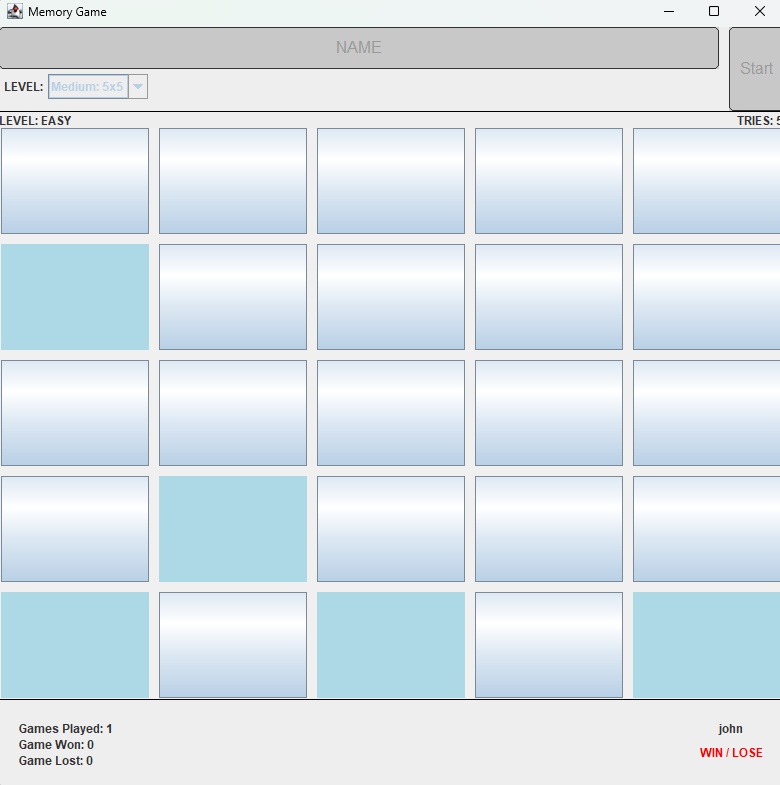 Memory Game
NAME
Start
LEVEL: Medium: 5x5
LEVEL: EASY
TRIES: 5
Games Played: 1
Game Won: 0
Game Lost: 0
john
WIN / LOSE